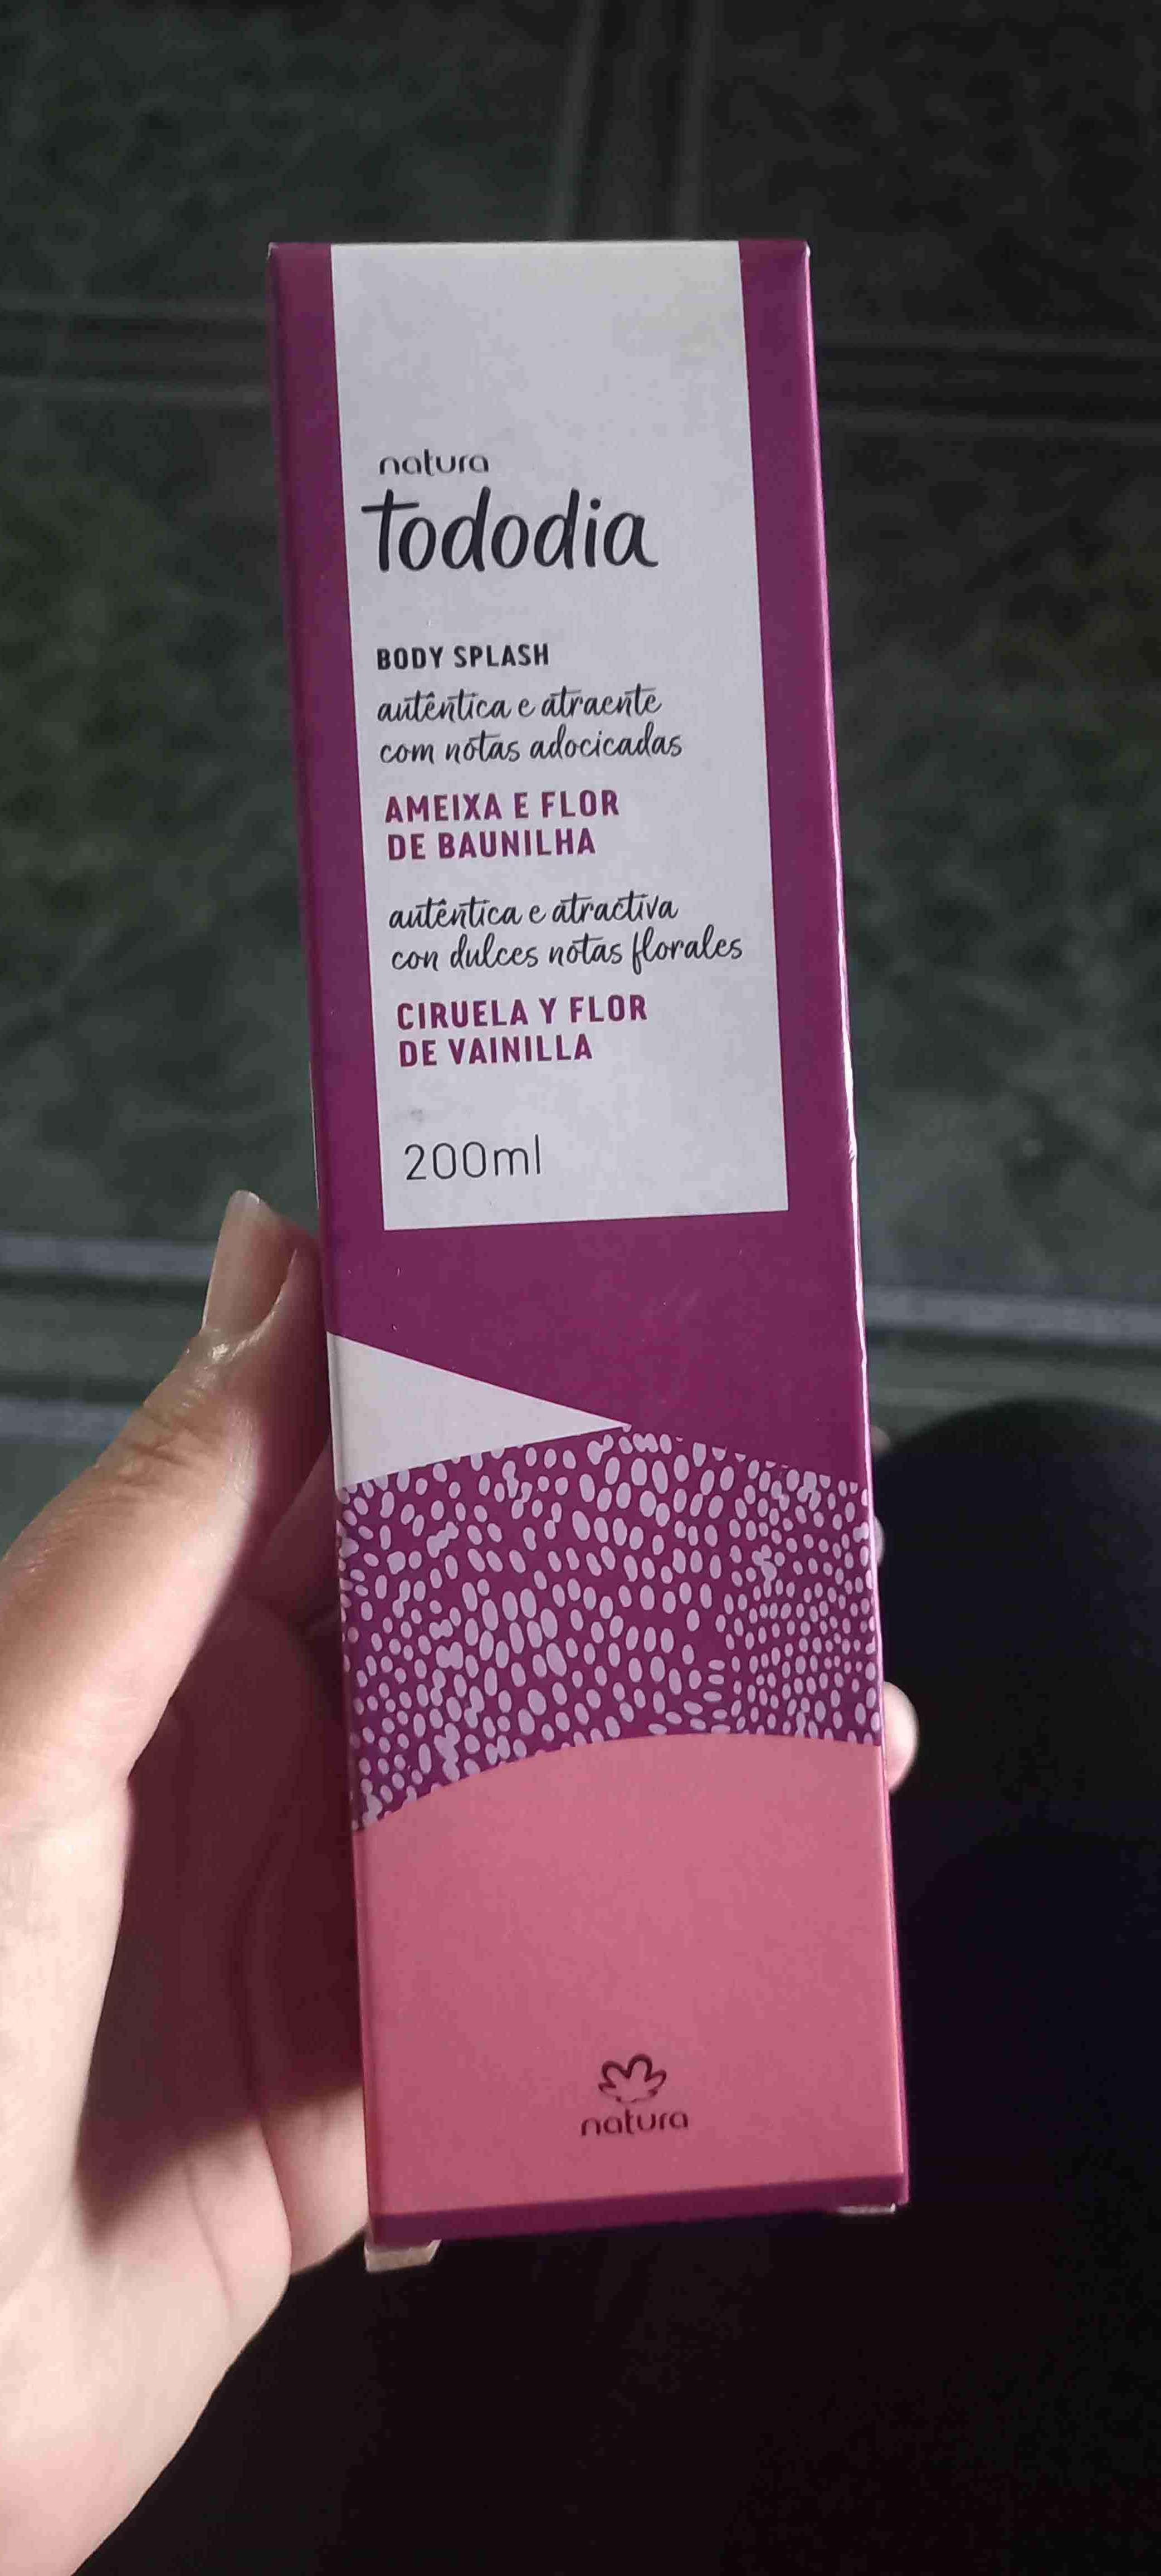 natura
tododia
BODY SPLASH
autêntica e atraente
com notas adocicadas
AMEIXA E FLOR
DE BAUNILHA
autêntica e atractiva
con dulces notas florales
CIRUELA Y FLOR
DE VAINILLA
200ml
natura